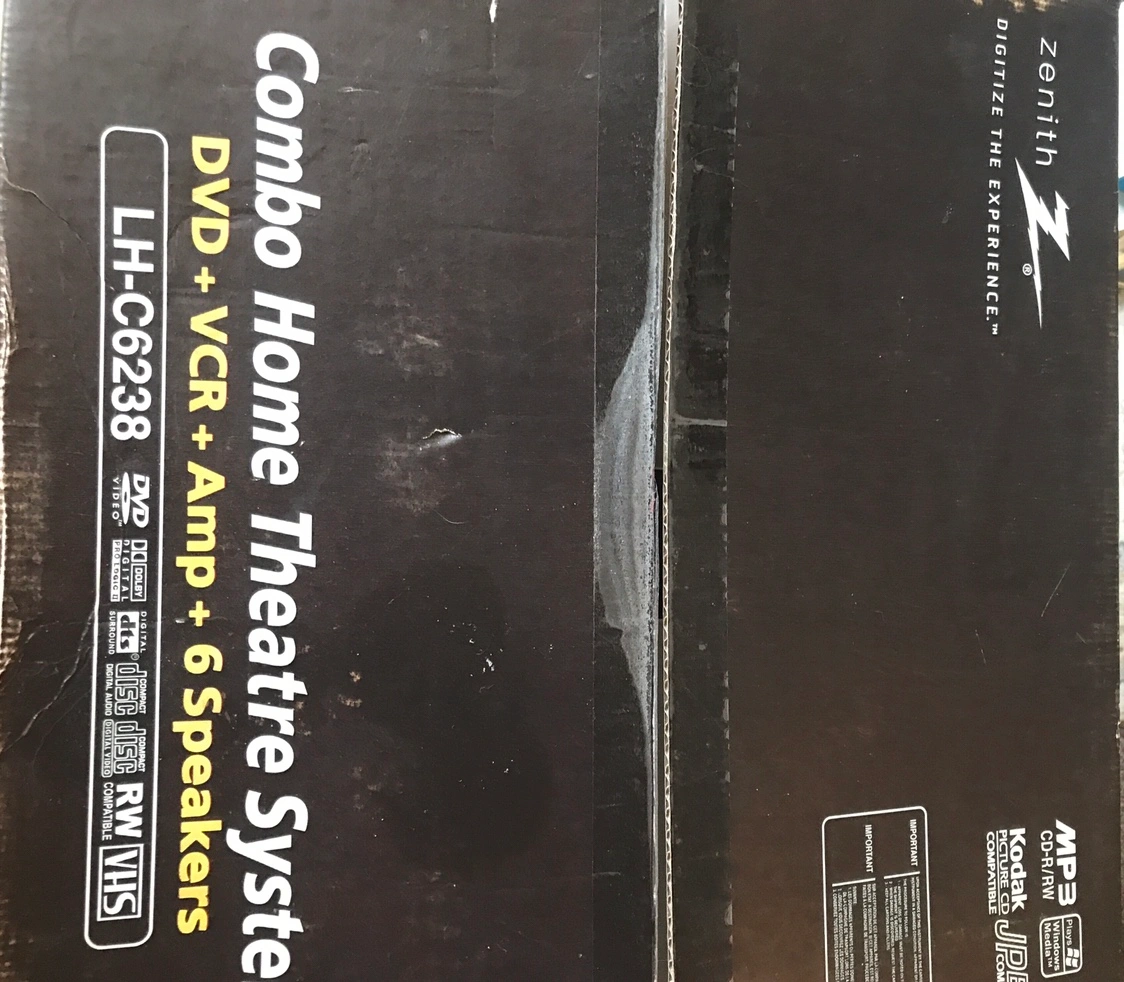 zenith
DIGITIZE THE EXPERIENCE.™
MP3
CD-R/RW
Plays
Windows
Media™
Kodak
PICTURE CD
COMPATIBLE
IMPORTANT
IMPORTANT
Combo Home Theatre Syste
DVD + VCR + Amp + 6 Speakers
LH-C6238
DVD
VIDEO™
DOLBY
DIGITAL
PRO LOGIC II
DIGITAL
dts®
SURROUND
COMPACT
disc
DIGITAL AUDIO
COMPACT
disc
DIGITAL VIDEO
RW
COMPATIBLE
VHS